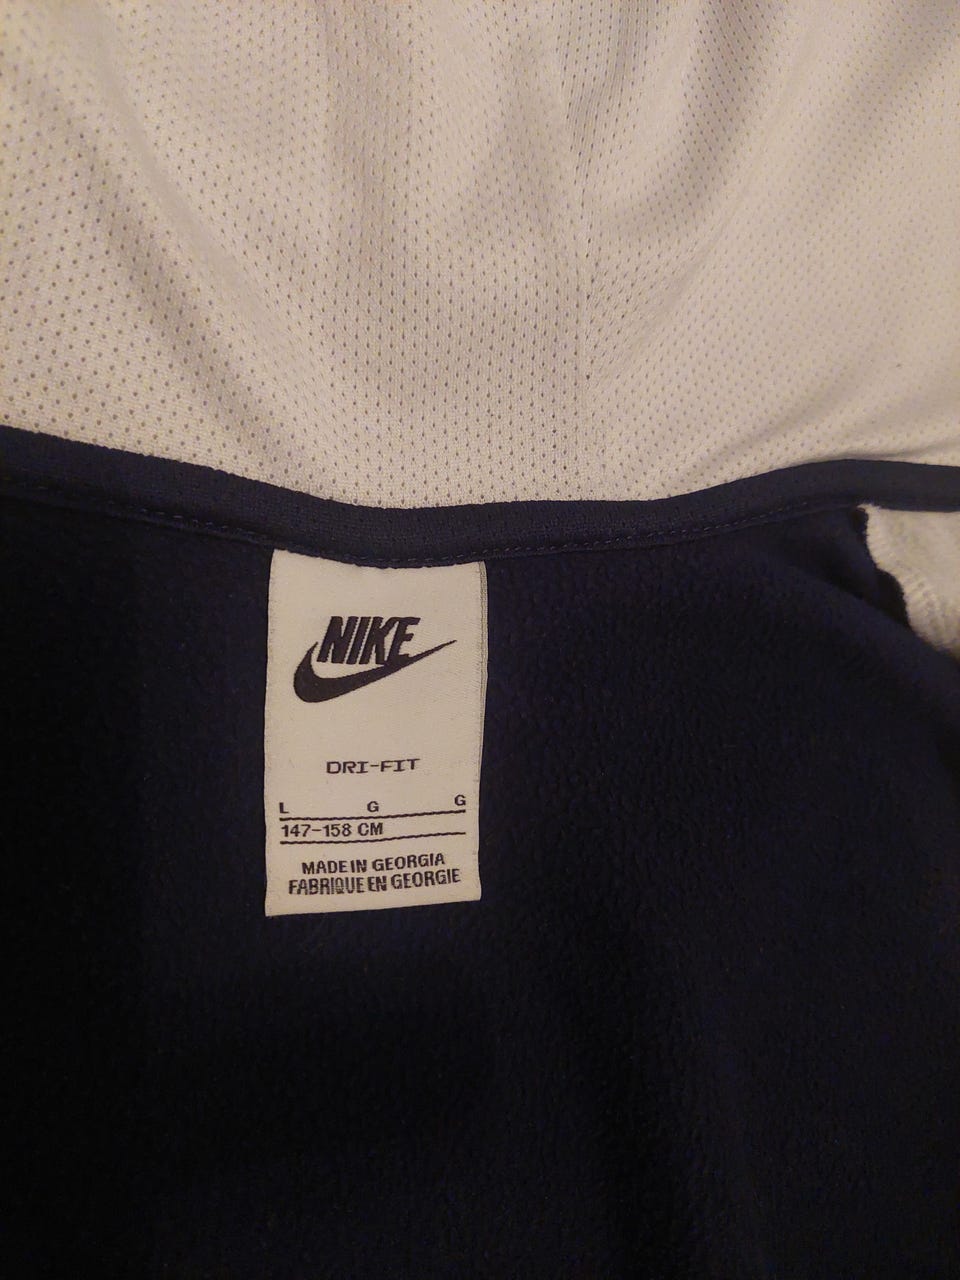 NIKE
DRI-FIT
L G G
147-158 CM
MADE IN GEORGIA
FABRIQUE EN GEORGIE